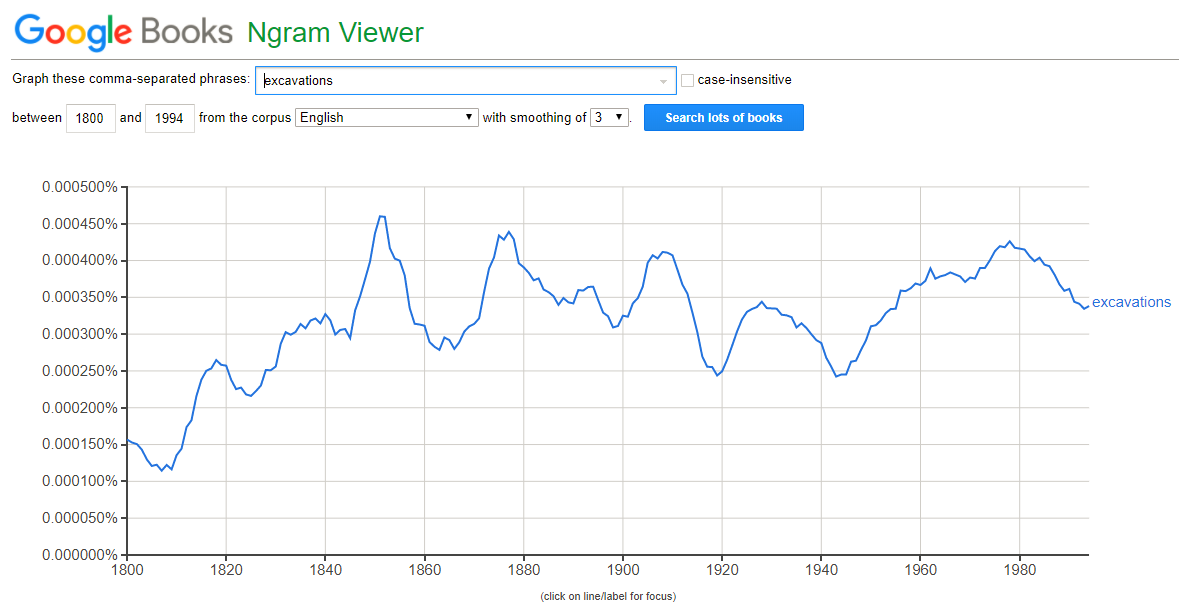 Google Books Ngram Viewer
Graph these comma-separated phrases: excavations case-insensitive
between 1800 and 1994 from the corpus English with smoothing of 3 . Search lots of books
0.000500%
0.000450%
0.000400%
0.000350%
excavations
0.000300%
0.000250%
0.000200%
0.000150%
0.000100%
0.000050%
0.000000%
1800 1820 1840 1860 1880 1900 1920 1940 1960 1980
(click on line/label for focus)